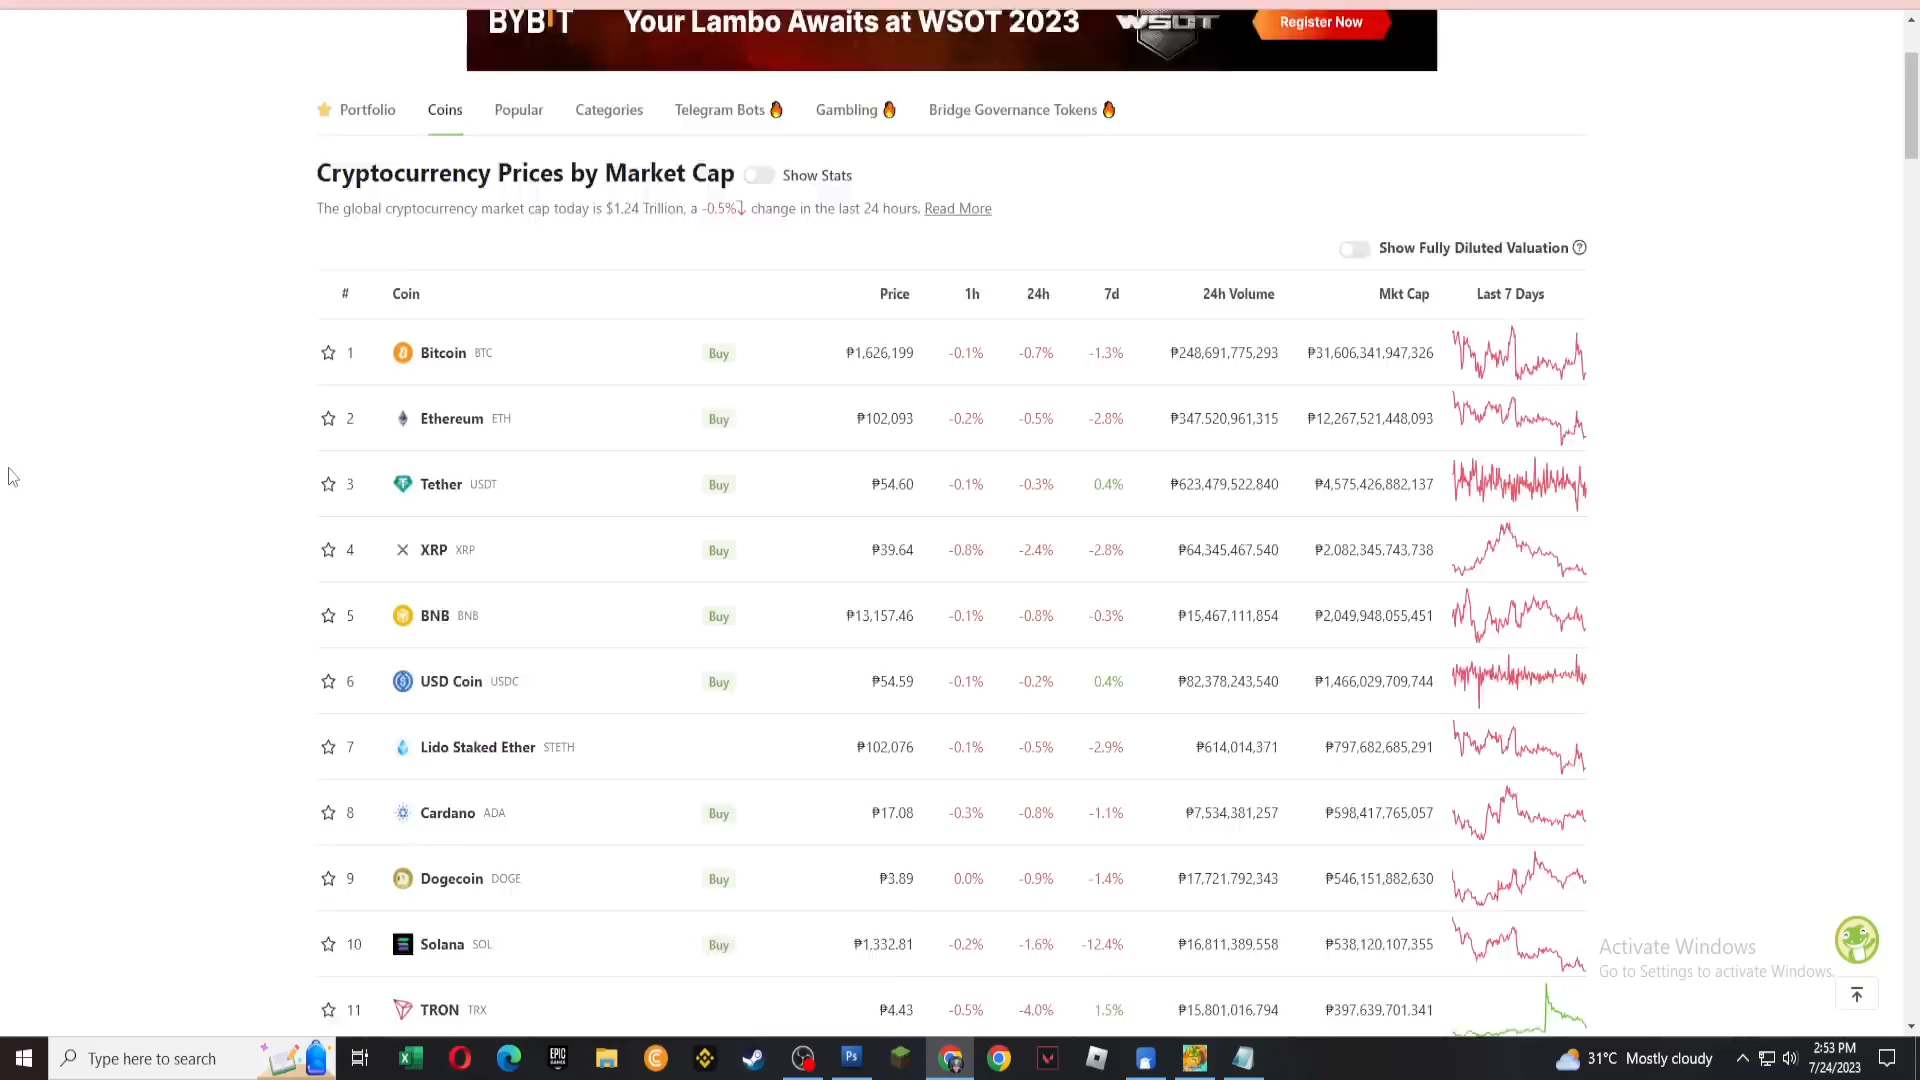 BYBIT Your Lambo Awaits at WSOT 2023 WSOT Register Now
Portfolio Coins Popular Categories Telegram Bots Gambling Bridge Governance Tokens
Cryptocurrency Prices by Market Cap Show Stats
The global cryptocurrency market cap today is $1.24 Trillion, a -0.5% change in the last 24 hours. Read More
Show Fully Diluted Valuation ?
# Coin Price 1h 24h 7d 24h Volume Mkt Cap Last 7 Days
1 Bitcoin BTC Buy ₱1,626,199 -0.1% -0.7% -1.3% ₱248,691,775,293 ₱31,606,341,947,326
2 Ethereum ETH Buy ₱102,093 -0.2% -0.5% -2.8% ₱347.520,961,315 ₱12,267,521,448,093
3 Tether USDT Buy ₱54.60 -0.1% -0.3% 0.4% ₱623,479,522,840 ₱4,575,426,882,137
4 XRP XRP Buy ₱39.64 -0.8% -2.4% -2.8% ₱64,345,467,540 ₱2,082,345,743,738
5 BNB BNB Buy ₱13,157.46 -0.1% -0.8% -0.3% ₱15,467,111,854 ₱2,049,948,055,451
6 USD Coin USDC Buy ₱54.59 -0.1% -0.2% 0.4% ₱82,378,243,540 ₱1,466,029,709,744
7 Lido Staked Ether STETH ₱102,076 -0.1% -0.5% -2.9% ₱614,014,371 ₱797,682,685,291
8 Cardano ADA Buy ₱17.08 -0.3% -0.8% -1.1% ₱7,534,381,257 ₱598,417,765,057
9 Dogecoin DOGE Buy ₱3.89 0.0% -0.9% -1.4% ₱17,721,792,343 ₱546,151,882,630
10 Solana SOL Buy ₱1,332.81 -0.2% -1.6% -12.4% ₱16,811,389,558 ₱538,120,107,355
Activate Windows
Go to Settings to activate Windows.
11 TRON TRX ₱4.43 -0.5% -4.0% 1.5% ₱15,801,016,794 ₱397,639,701,341
Type here to search EPIC GAMES Ps 31°C Mostly cloudy 2:53 PM
7/24/2023